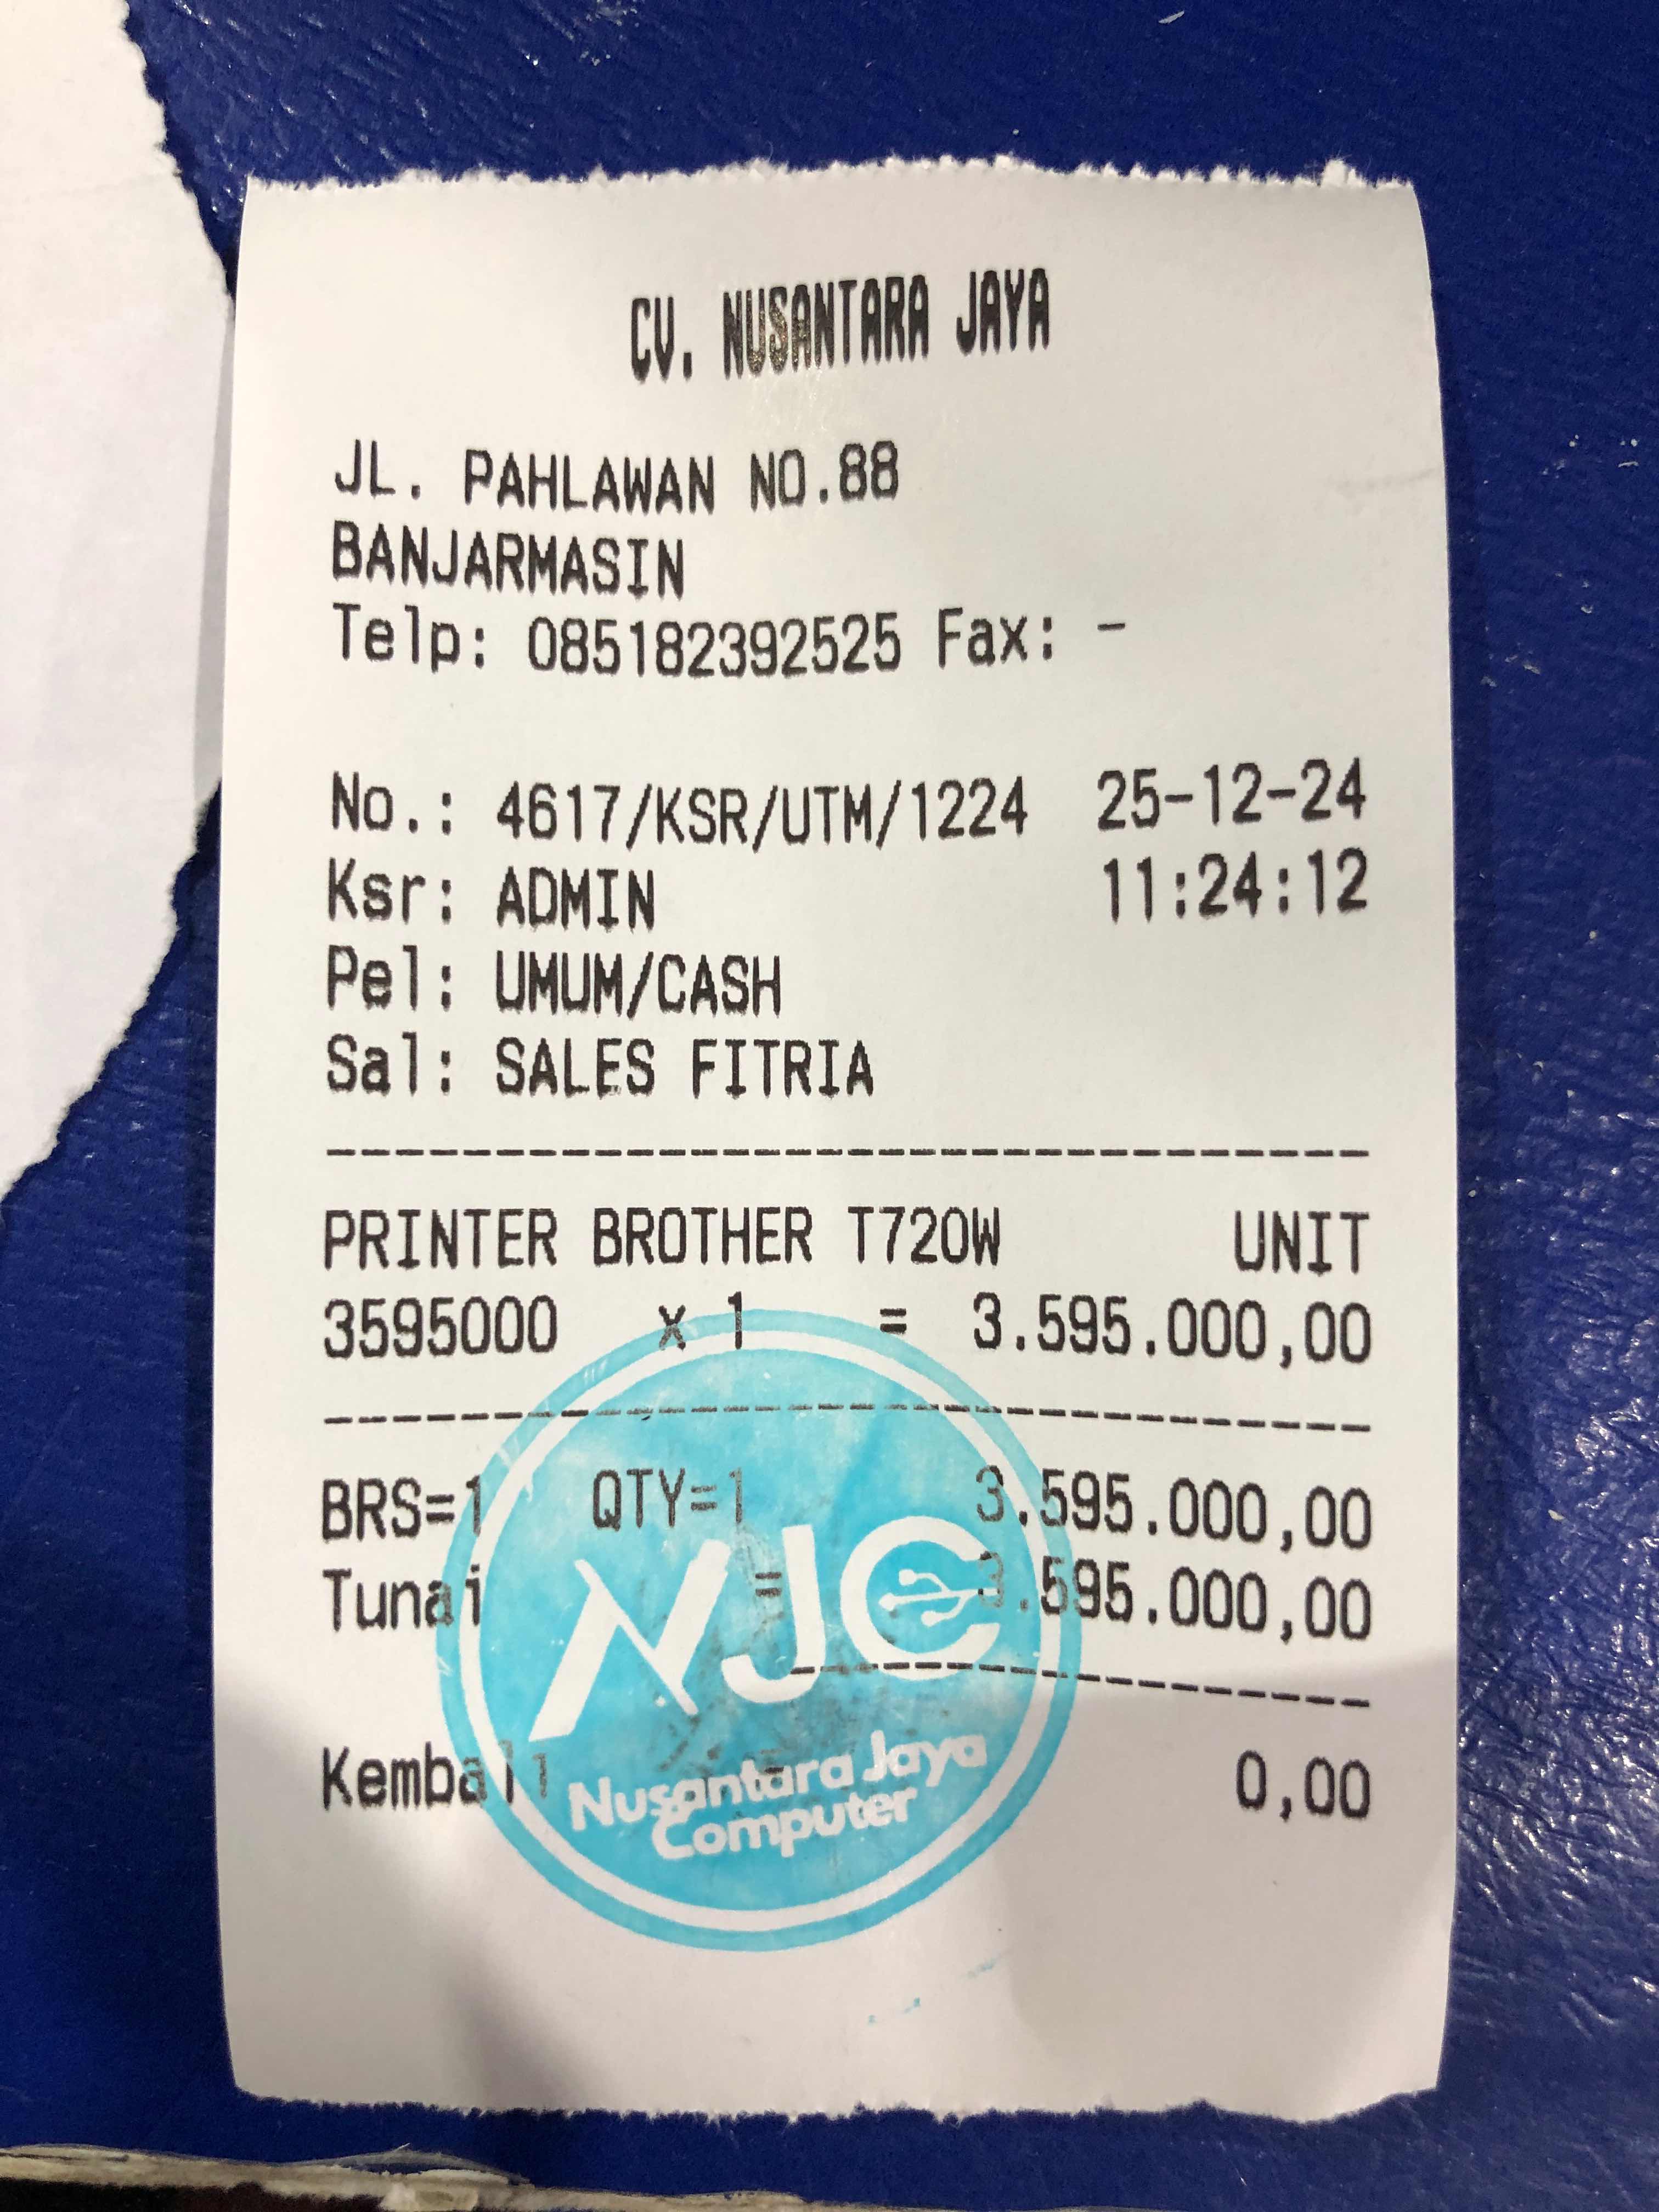 CV. NUSANTARA JAYA
JL. PAHLAWAN NO.88
BANJARMASIN
Telp: 085182392525 Fax: -
No.: 4617/KSR/UTM/1224 25-12-24
Ksr: ADMIN 11:24:12
Pel: UMUM/CASH
Sal: SALES FITRIA
--------------------------------
PRINTER BROTHER T720W UNIT
3595000 x 1 = 3.595.000,00
--------------------------------
BRS=1 QTY=1 3.595.000,00
Tunai = 3.595.000,00
------------------
Kembali = 0,00
NJC
Nusantara Jaya
Computer